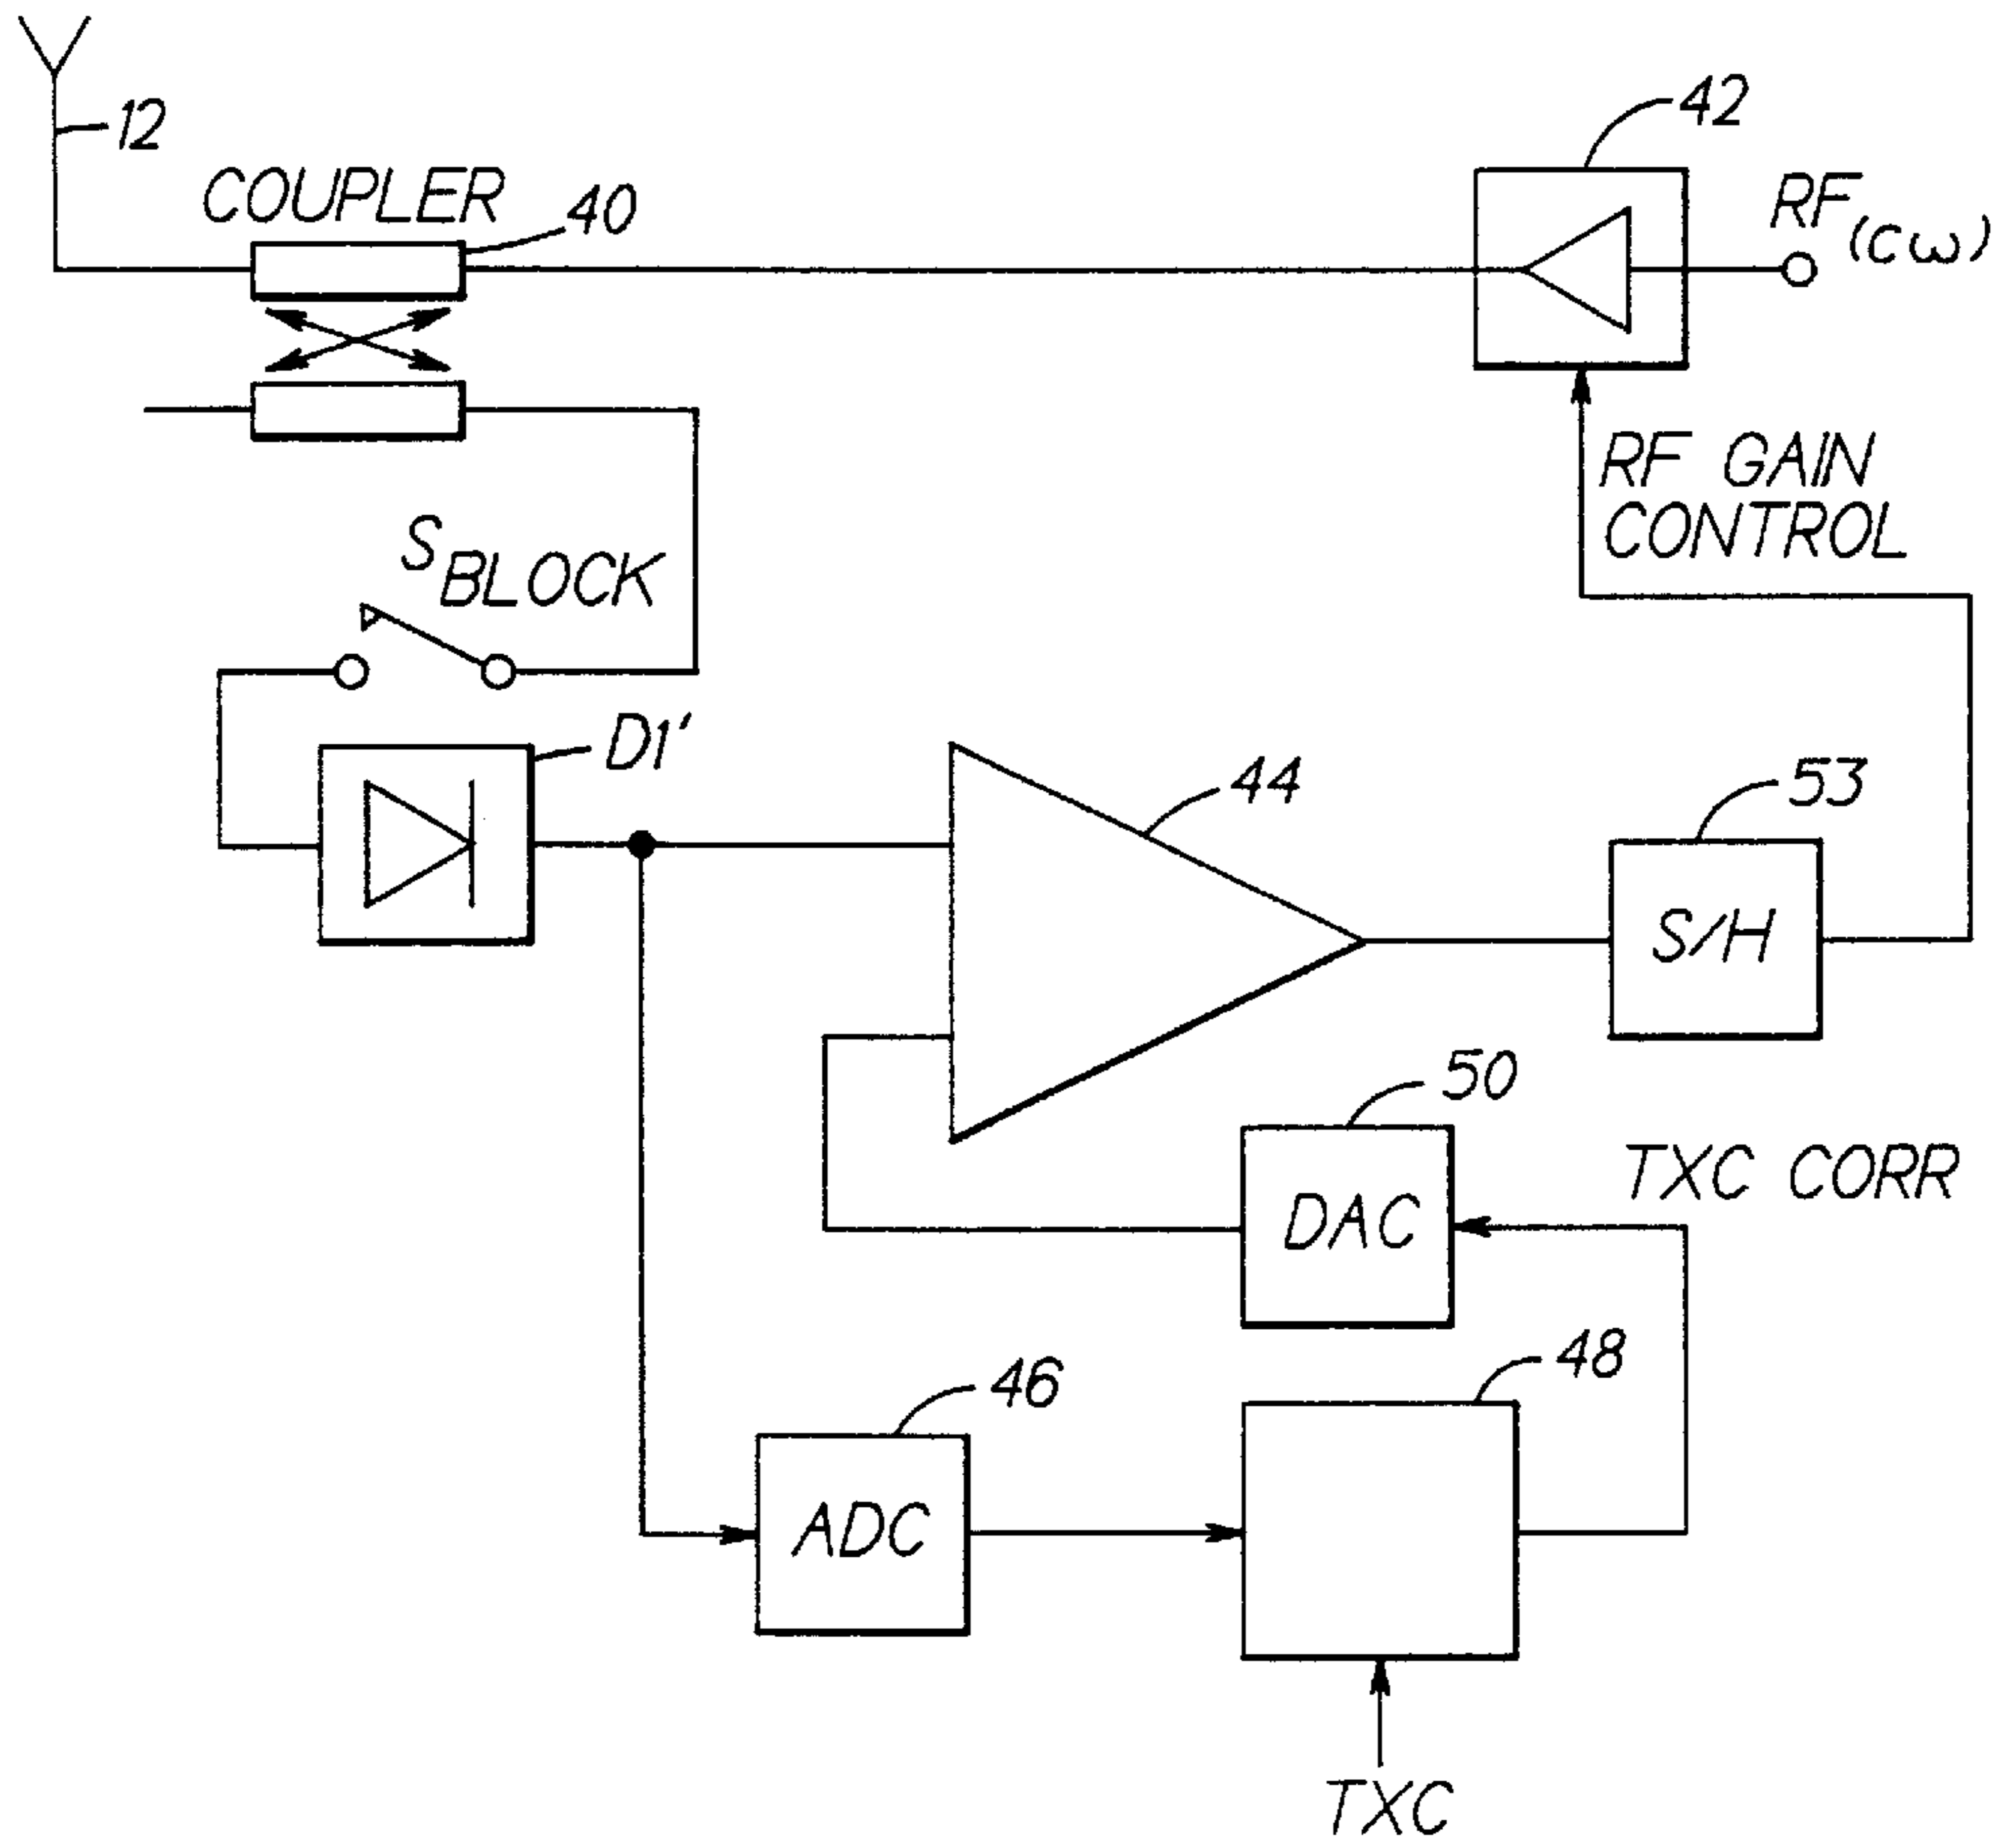 12
COUPLER
40
42
RF(cω)
RF GAIN
CONTROL
SBLOCK
D1'
44
53
S/H
50
DAC
TXC CORR
48
46
ADC
TXC